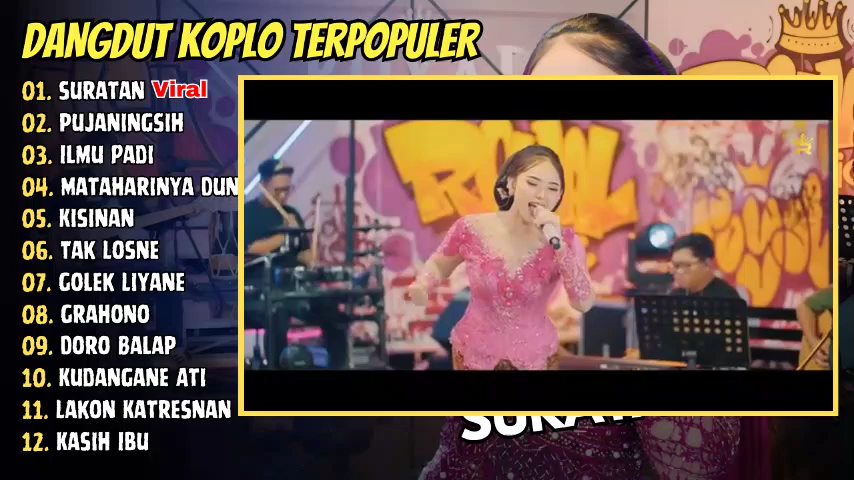 DANGDUT KOPLO TERPOPULER
01. SURATAN Viral
02. PUJANINGSIH
03. ILMU PADI
04. MATAHARINYA DUN
05. KISINAN
06. TAK LOSNE
07. GOLEK LIYANE
08. GRAHONO
09. DORO BALAP
10. KUDANGANE ATI
11. LAKON KATRESNAN
12. KASIH IBU
ROYAL